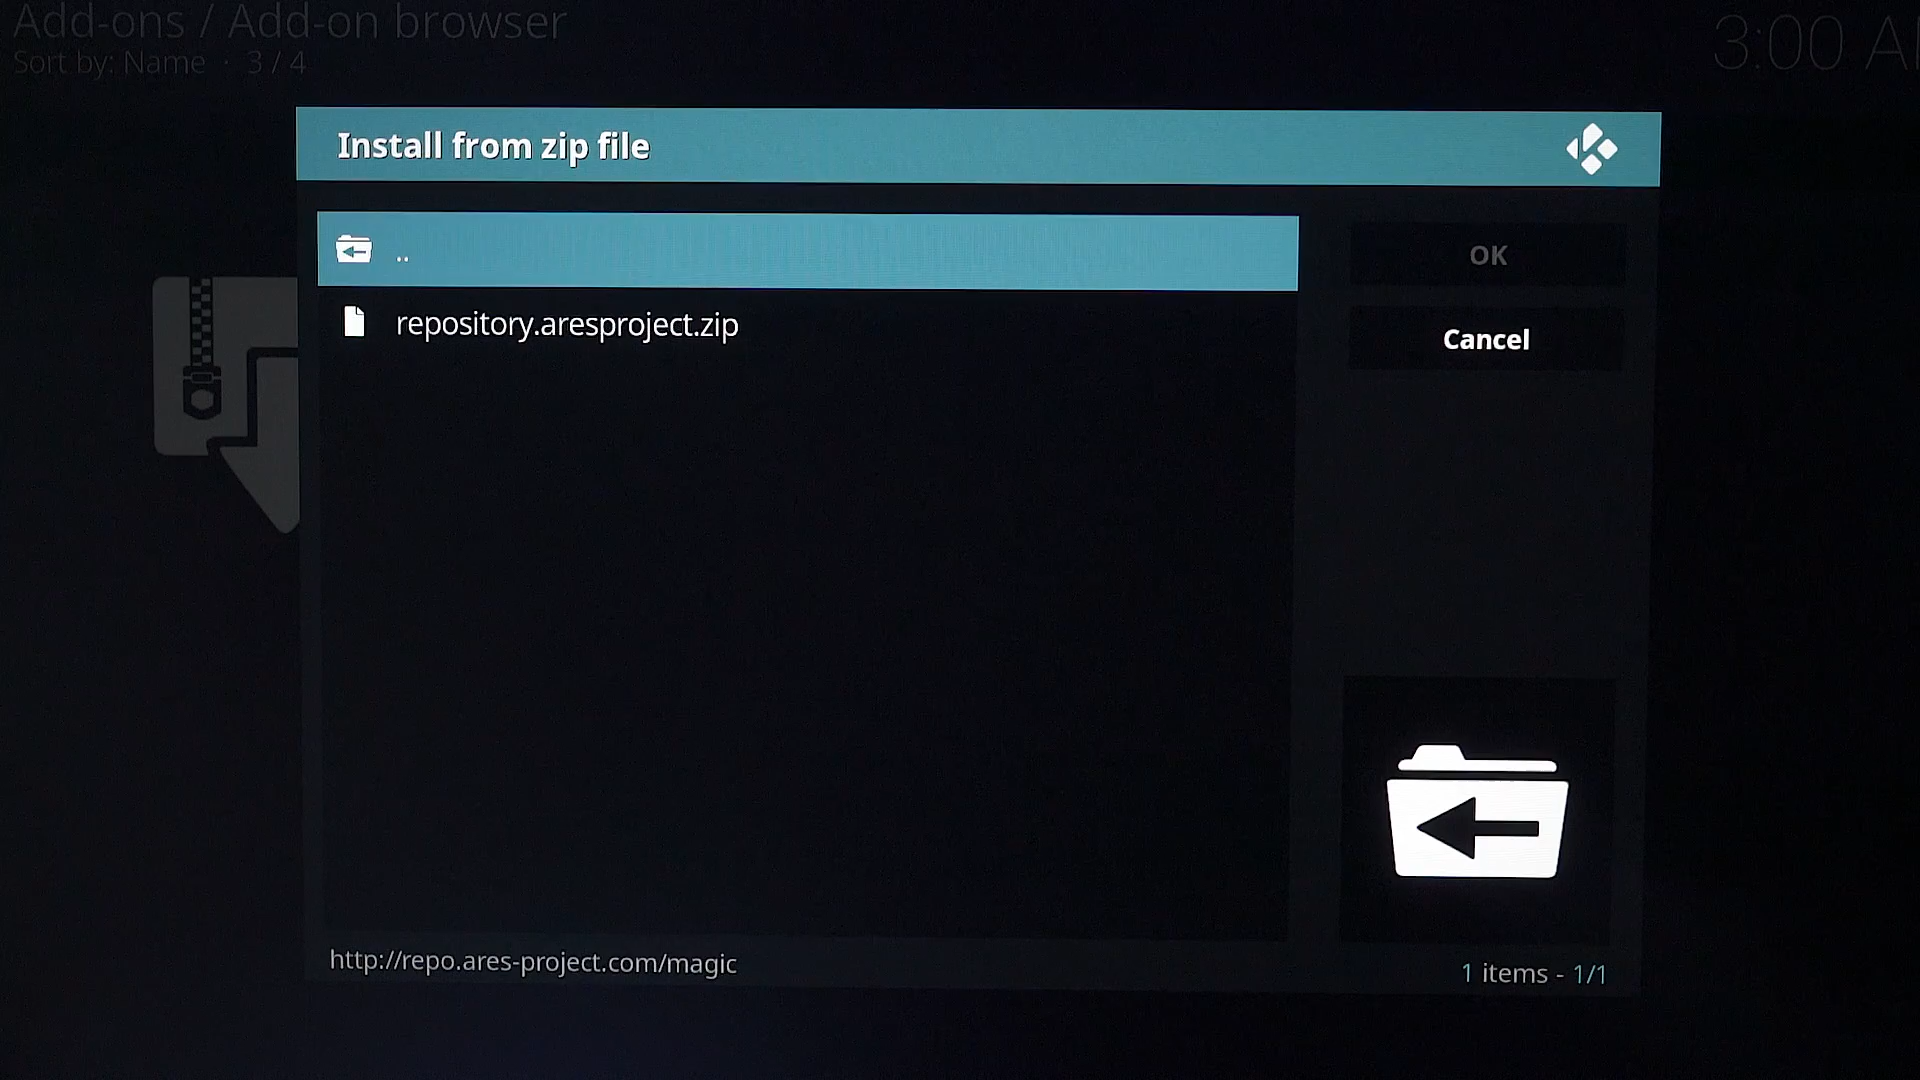 Add-ons / Add-on browser
Sort by: Name · 3 / 4
3:00 A
Install from zip file
..
OK
repository.aresproject.zip
Cancel
http://repo.ares-project.com/magic
1 items - 1/1